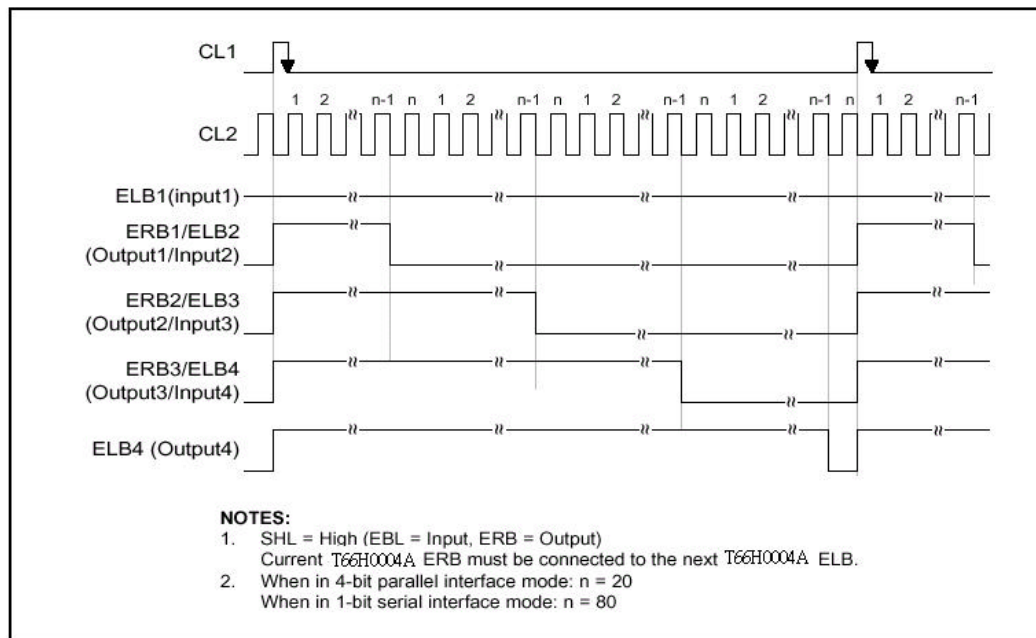 CL1
1 2 n-1 n 1 2 n-1 n 1 2 n-1 n 1 2 n-1 n 1 2 n-1
CL2
ELB1(input1)
ERB1/ELB2
(Output1/Input2)
ERB2/ELB3
(Output2/Input3)
ERB3/ELB4
(Output3/Input4)
ELB4 (Output4)
NOTES:
1. SHL = High (EBL = Input, ERB = Output)
Current T66H0004A ERB must be connected to the next T66H0004A ELB.
2. When in 4-bit parallel interface mode: n = 20
When in 1-bit serial interface mode: n = 80